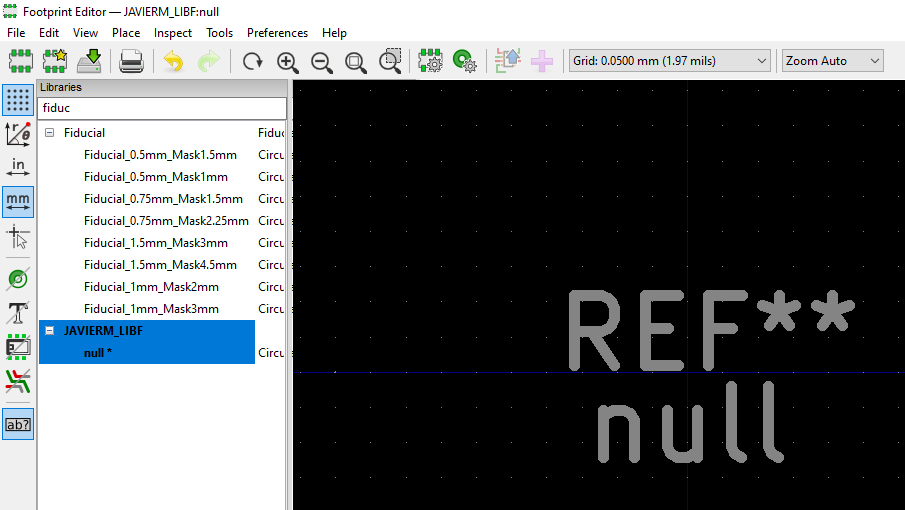 Footprint Editor — JAVIERM_LIBF:null
File Edit View Place Inspect Tools Preferences Help
Grid: 0.0500 mm (1.97 mils) Zoom Auto
Libraries
fiduc
Fiducial Fiduc
Fiducial_0.5mm_Mask1.5mm Circu
Fiducial_0.5mm_Mask1mm Circu
Fiducial_0.75mm_Mask1.5mm Circu
Fiducial_0.75mm_Mask2.25mm Circu
Fiducial_1.5mm_Mask3mm Circu
Fiducial_1.5mm_Mask4.5mm Circu
Fiducial_1mm_Mask2mm Circu
Fiducial_1mm_Mask3mm Circu
JAVIERM_LIBF
null * Circu
r θ
in
mm
T
ab?
REF**
null